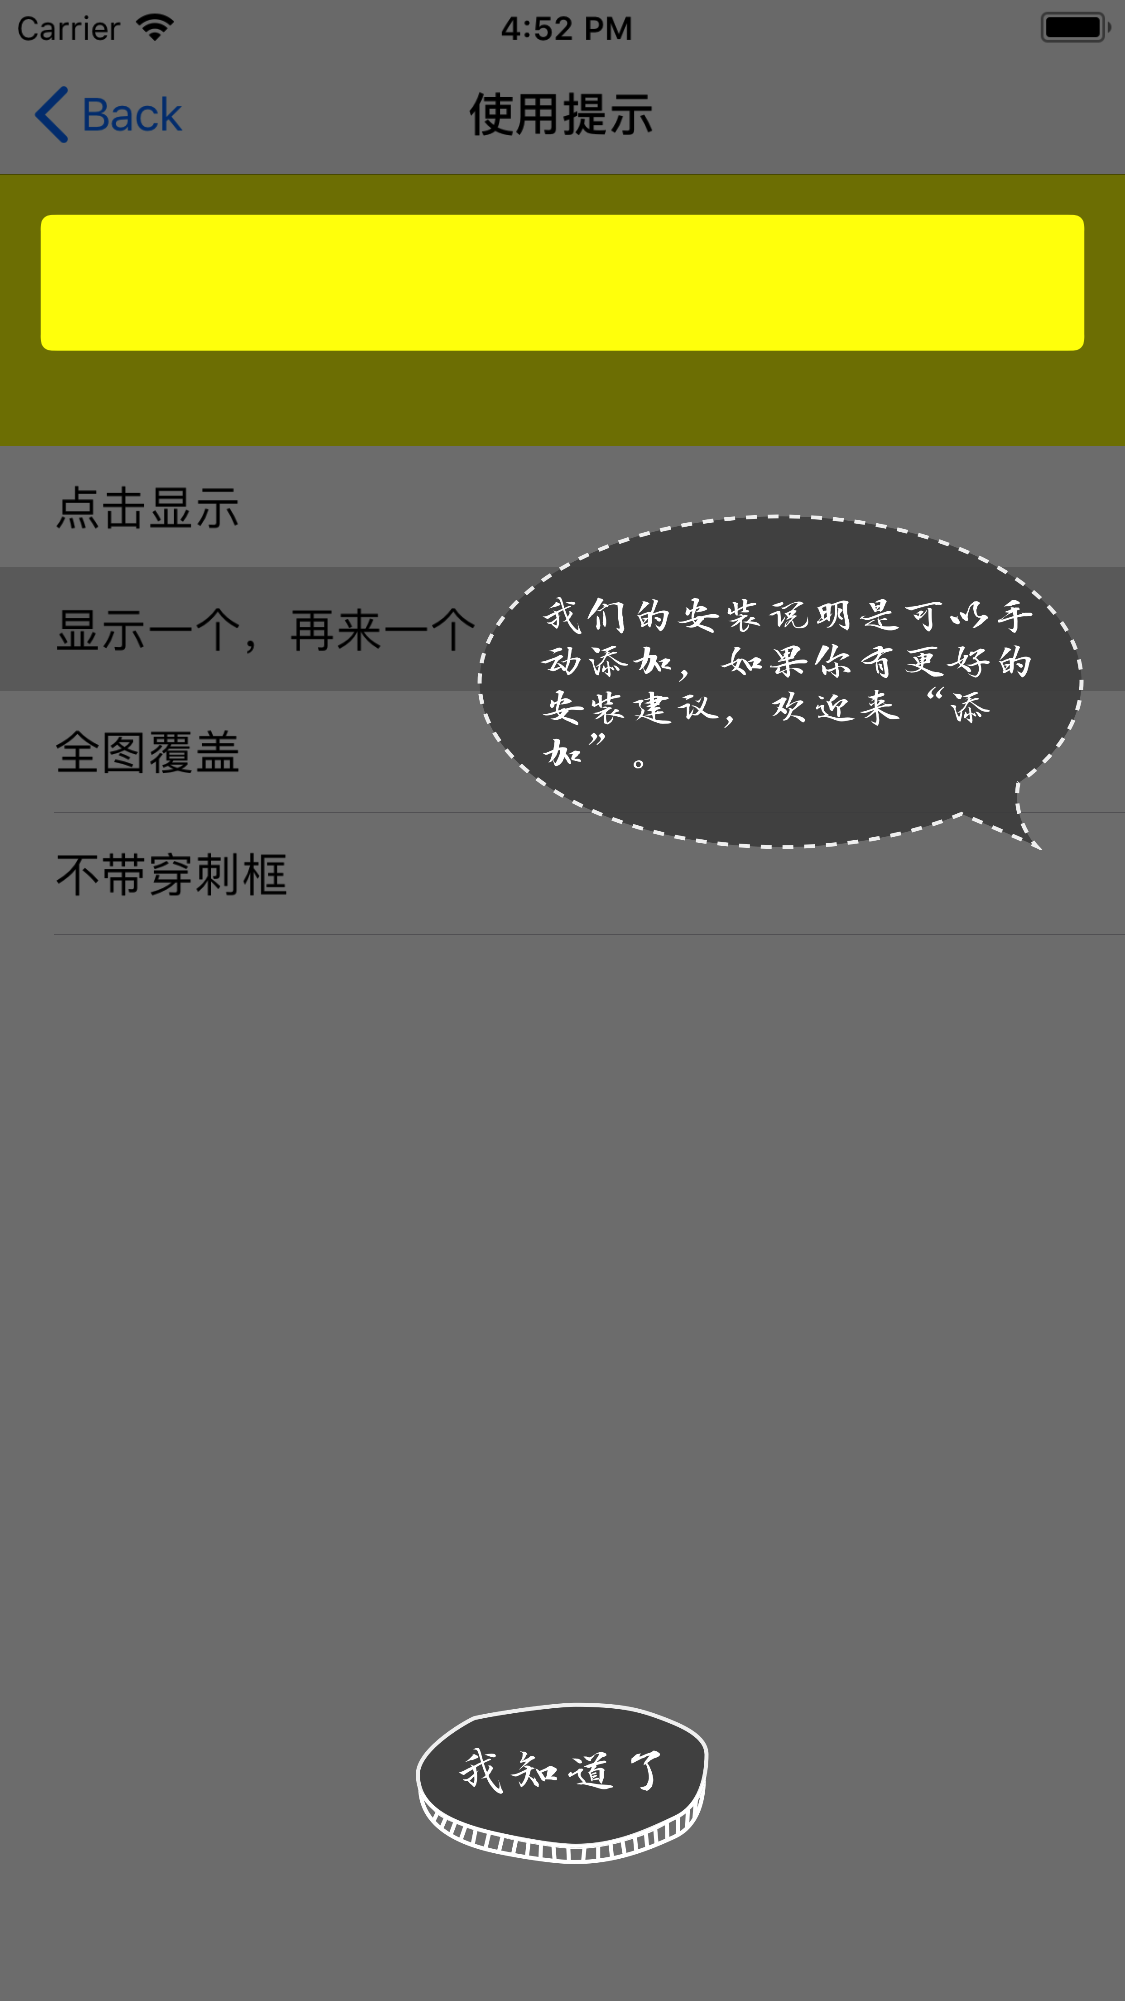 Carrier
4:52 PM
Back
使用提示
点击显示
显示一个，再来一个
我们的安装说明是可以手
动添加，如果你有更好的
安装建议，欢迎来“添
加”。
全图覆盖
不带穿刺框
我知道了